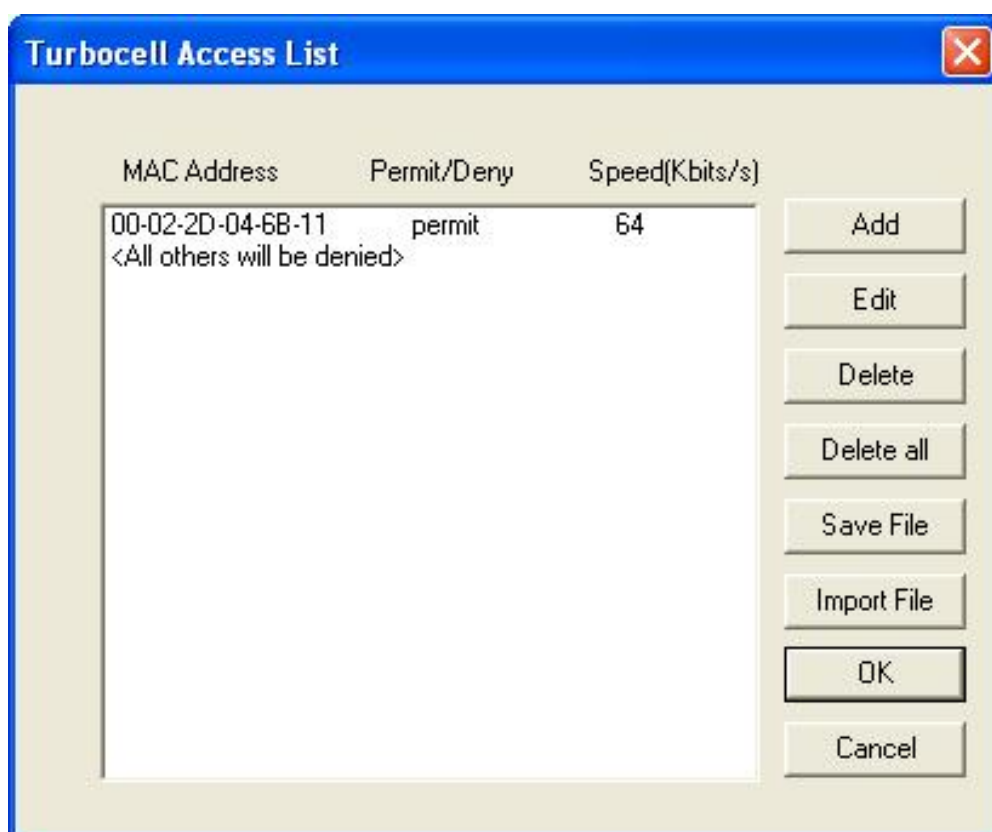 Turbocell Access List
MAC Address Permit/Deny Speed(Kbits/s)
00-02-2D-04-6B-11 permit 64
<All others will be denied>
Add
Edit
Delete
Delete all
Save File
Import File
OK
Cancel